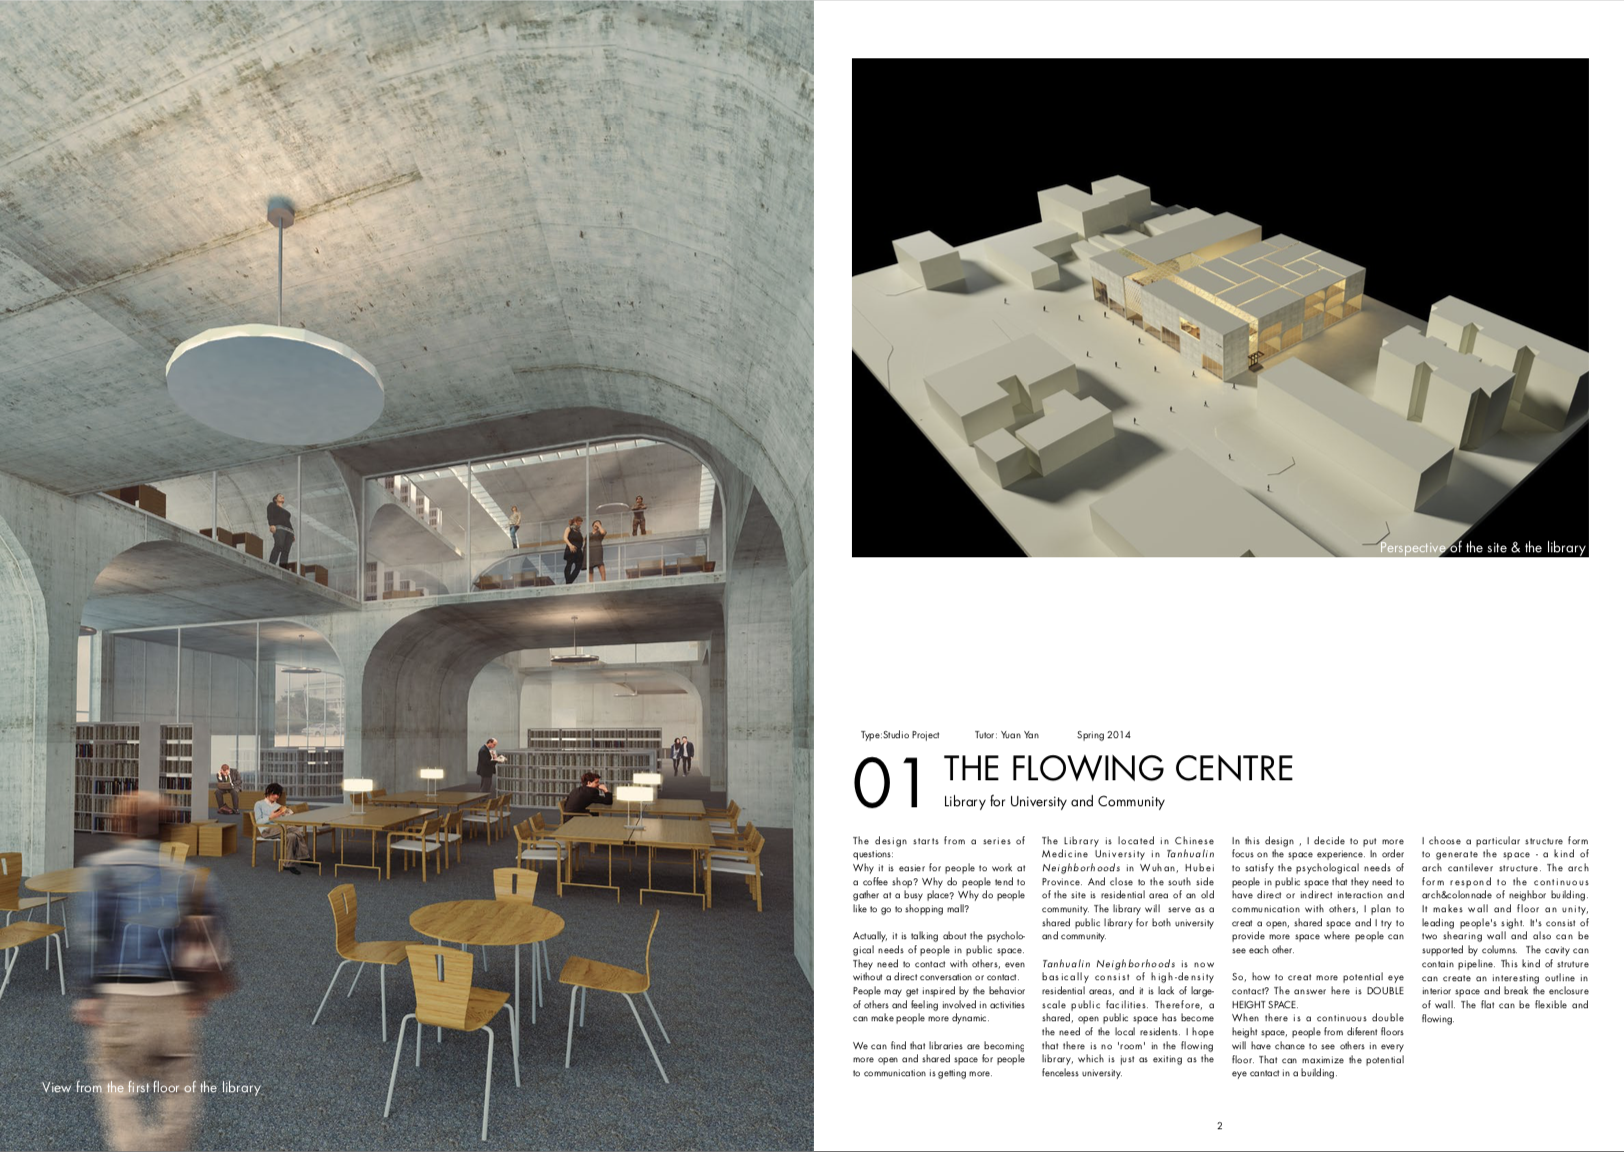 View from the first floor of the library
Perspective of the site & the library
Type:Studio Project
Tutor: Yuan Yan
Spring 2014
01
THE FLOWING CENTRE
Library for University and Community
The design starts from a series of
questions:
Why it is easier for people to work at
a coffee shop? Why do people tend to
gather at a busy place? Why do people
like to go to shopping mall?
Actually, it is talking about the psycholo-
gical needs of people in public space.
They need to contact with others, even
without a direct conversation or contact.
People may get inspired by the behavior
of others and feeling involved in activities
can make people more dynamic.
We can find that libraries are becoming
more open and shared space for people
to communication is getting more.
The Library is located in Chinese
Medicine University in Tanhualin
Neighborhoods in Wuhan, Hubei
Province. And close to the south side
of the site is residential area of an old
community. The library will serve as a
shared public library for both university
and community.
Tanhualin Neighborhoods is now
basically consist of high-density
residential areas, and it is lack of large-
scale public facilities. Therefore, a
shared, open public space has become
the need of the local residents. I hope
that there is no 'room' in the flowing
library, which is just as exiting as the
fenceless university.
In this design , I decide to put more
focus on the space experience. In order
to satisfy the psychological needs of
people in public space that they need to
have direct or indirect interaction and
communication with others, I plan to
creat a open, shared space and I try to
provide more space where people can
see each other.
So, how to creat more potential eye
contact? The answer here is DOUBLE
HEIGHT SPACE.
When there is a continuous double
height space, people from diferent floors
will have chance to see others in every
floor. That can maximize the potential
eye cantact in a building.
I choose a particular structure form
to generate the space - a kind of
arch cantilever structure. The arch
form respond to the continuous
arch&colonnade of neighbor building.
It makes wall and floor an unity,
leading people's sight. It's consist of
two shearing wall and also can be
supported by columns. The cavity can
contain pipeline. This kind of struture
can create an interesting outline in
interior space and break the enclosure
of wall. The flat can be flexible and
flowing.
2